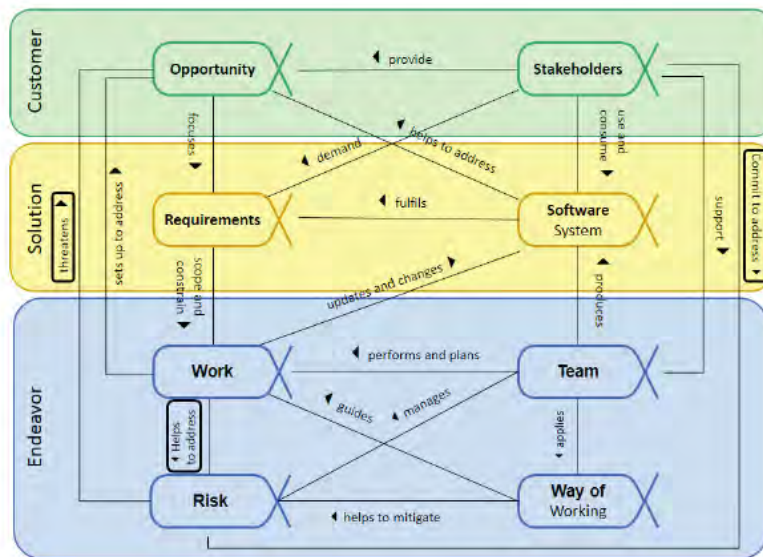 Customer
Opportunity
provide
Stakeholders
focuses
demand
helps to address
use and
consume
Solution
threatens
sets up to address
Requirements
fulfils
Software
System
support
Commit to address
scope and
constrain
updates and changes
produces
Endeavor
Work
performs and plans
Team
Helps
to address
guides
manages
applies
Risk
helps to mitigate
Way of
Working